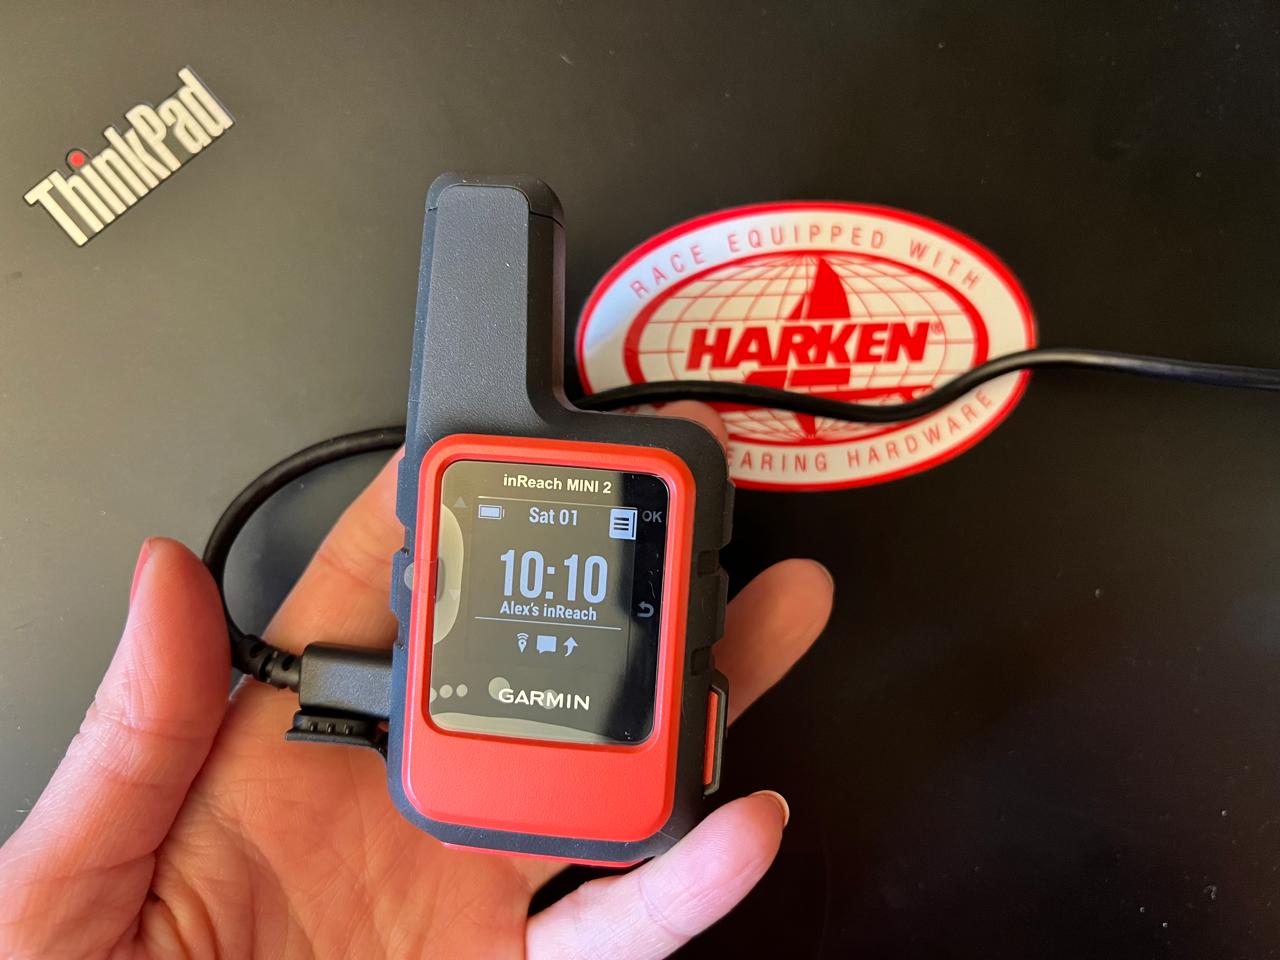 ThinkPad
RACE EQUIPPED WITH
HARKEN®
EARING HARDWARE
inReach MINI 2
Sat 01
OK
10:10
Alex's inReach
GARMIN